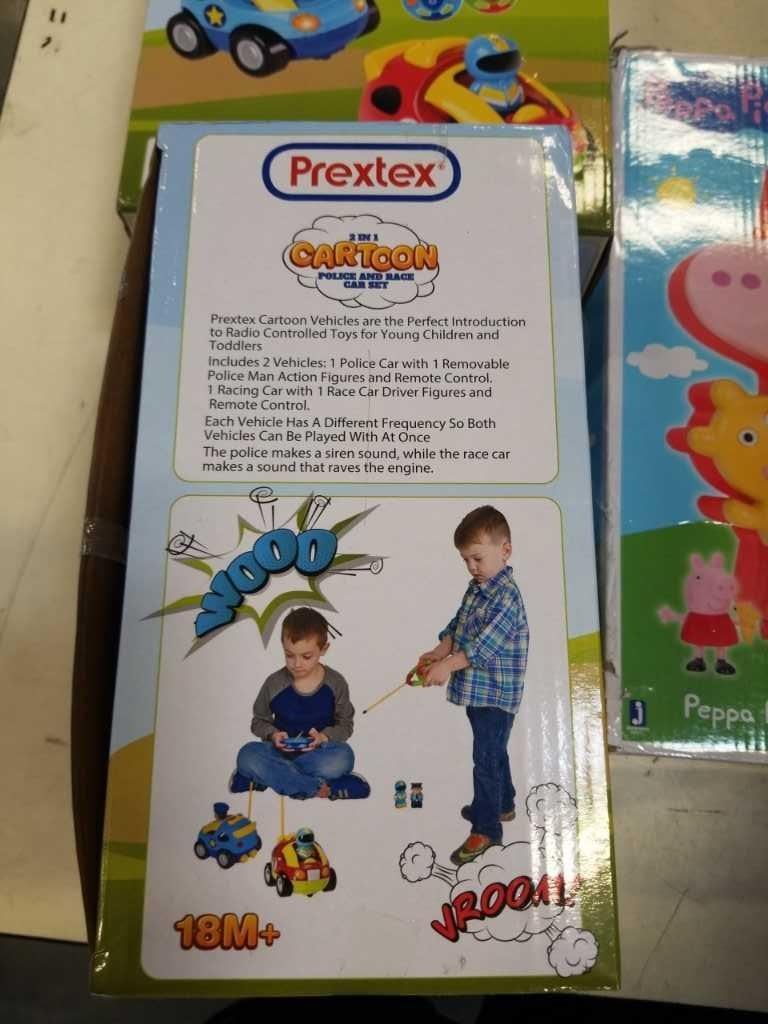 Prextex
2 IN 1
CARTOON
POLICE AND RACE
CAR SET
Prextex Cartoon Vehicles are the Perfect Introduction
to Radio Controlled Toys for Young Children and
Toddlers
Includes 2 Vehicles: 1 Police Car with 1 Removable
Police Man Action Figures and Remote Control.
1 Racing Car with 1 Race Car Driver Figures and
Remote Control.
Each Vehicle Has A Different Frequency So Both
Vehicles Can Be Played With At Once
The police makes a siren sound, while the race car
makes a sound that raves the engine.
WOOO
18M+
VROOM!
Peppa Pi
Peppa